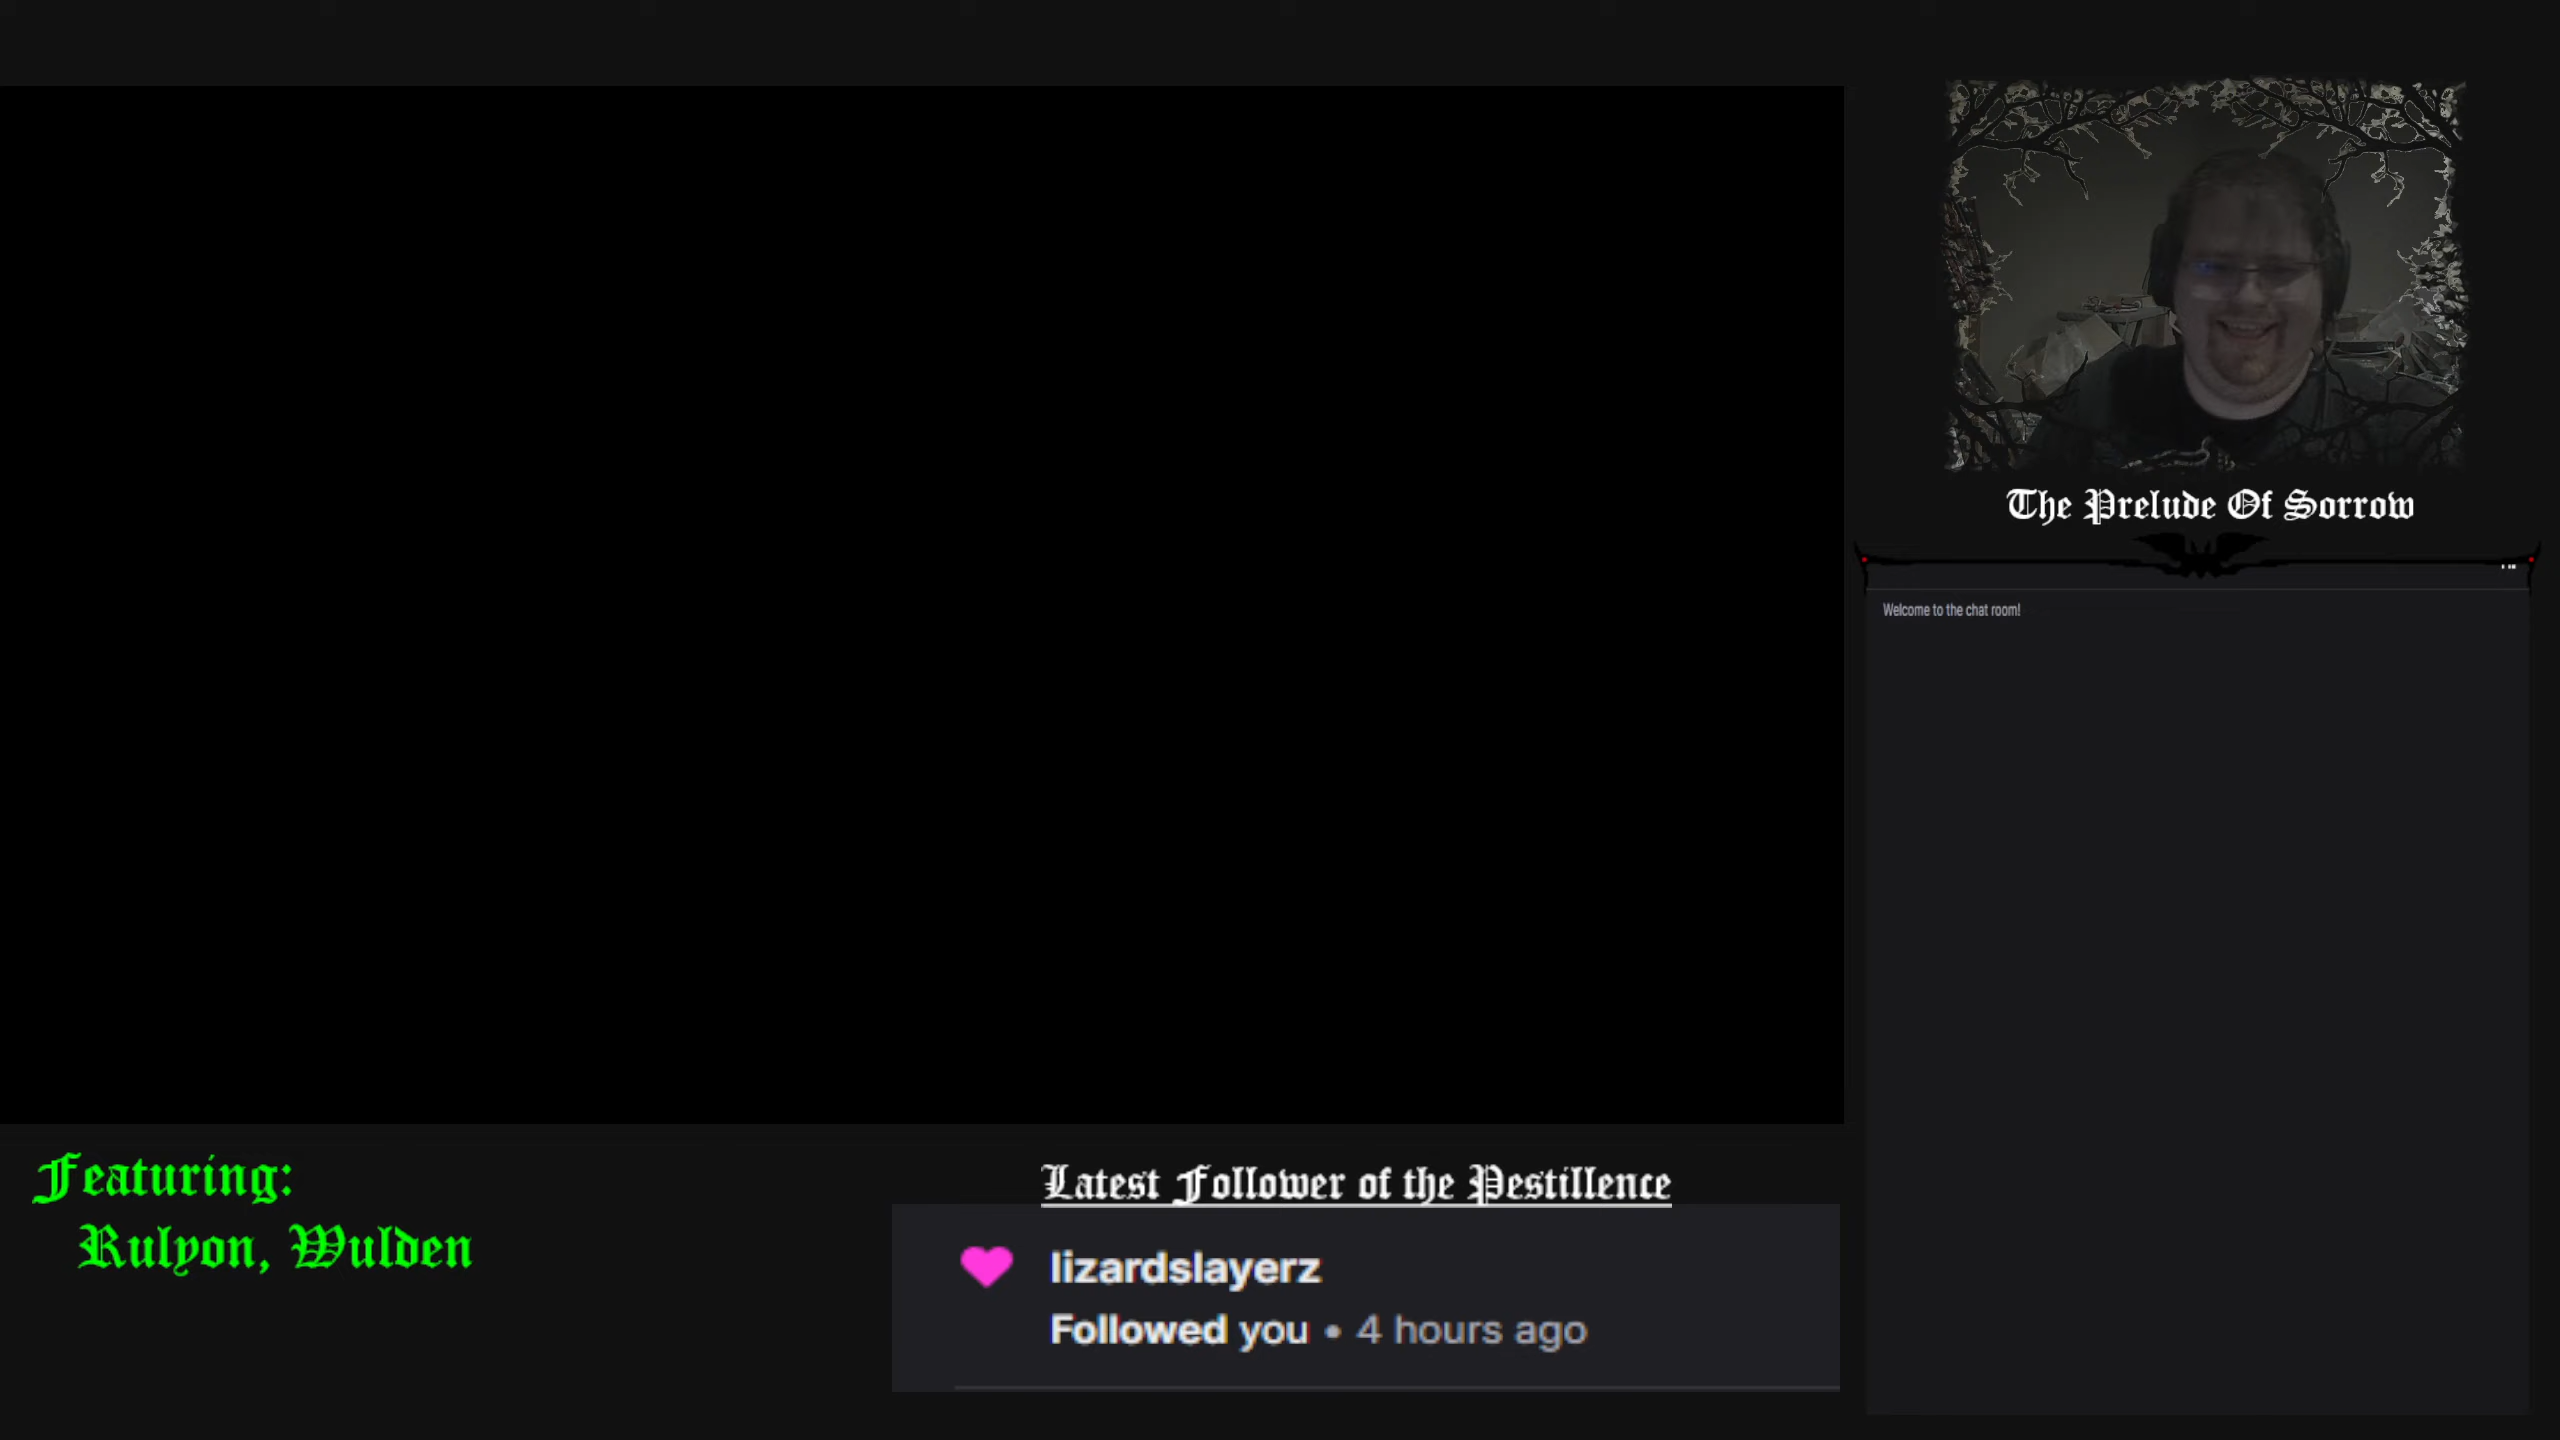 The Prelude Of Sorrow
Welcome to the chat room!
Featuring:
Rulyon, Wulden
Latest Follower of the Pestillence
lizardslayerz
Followed you • 4 hours ago